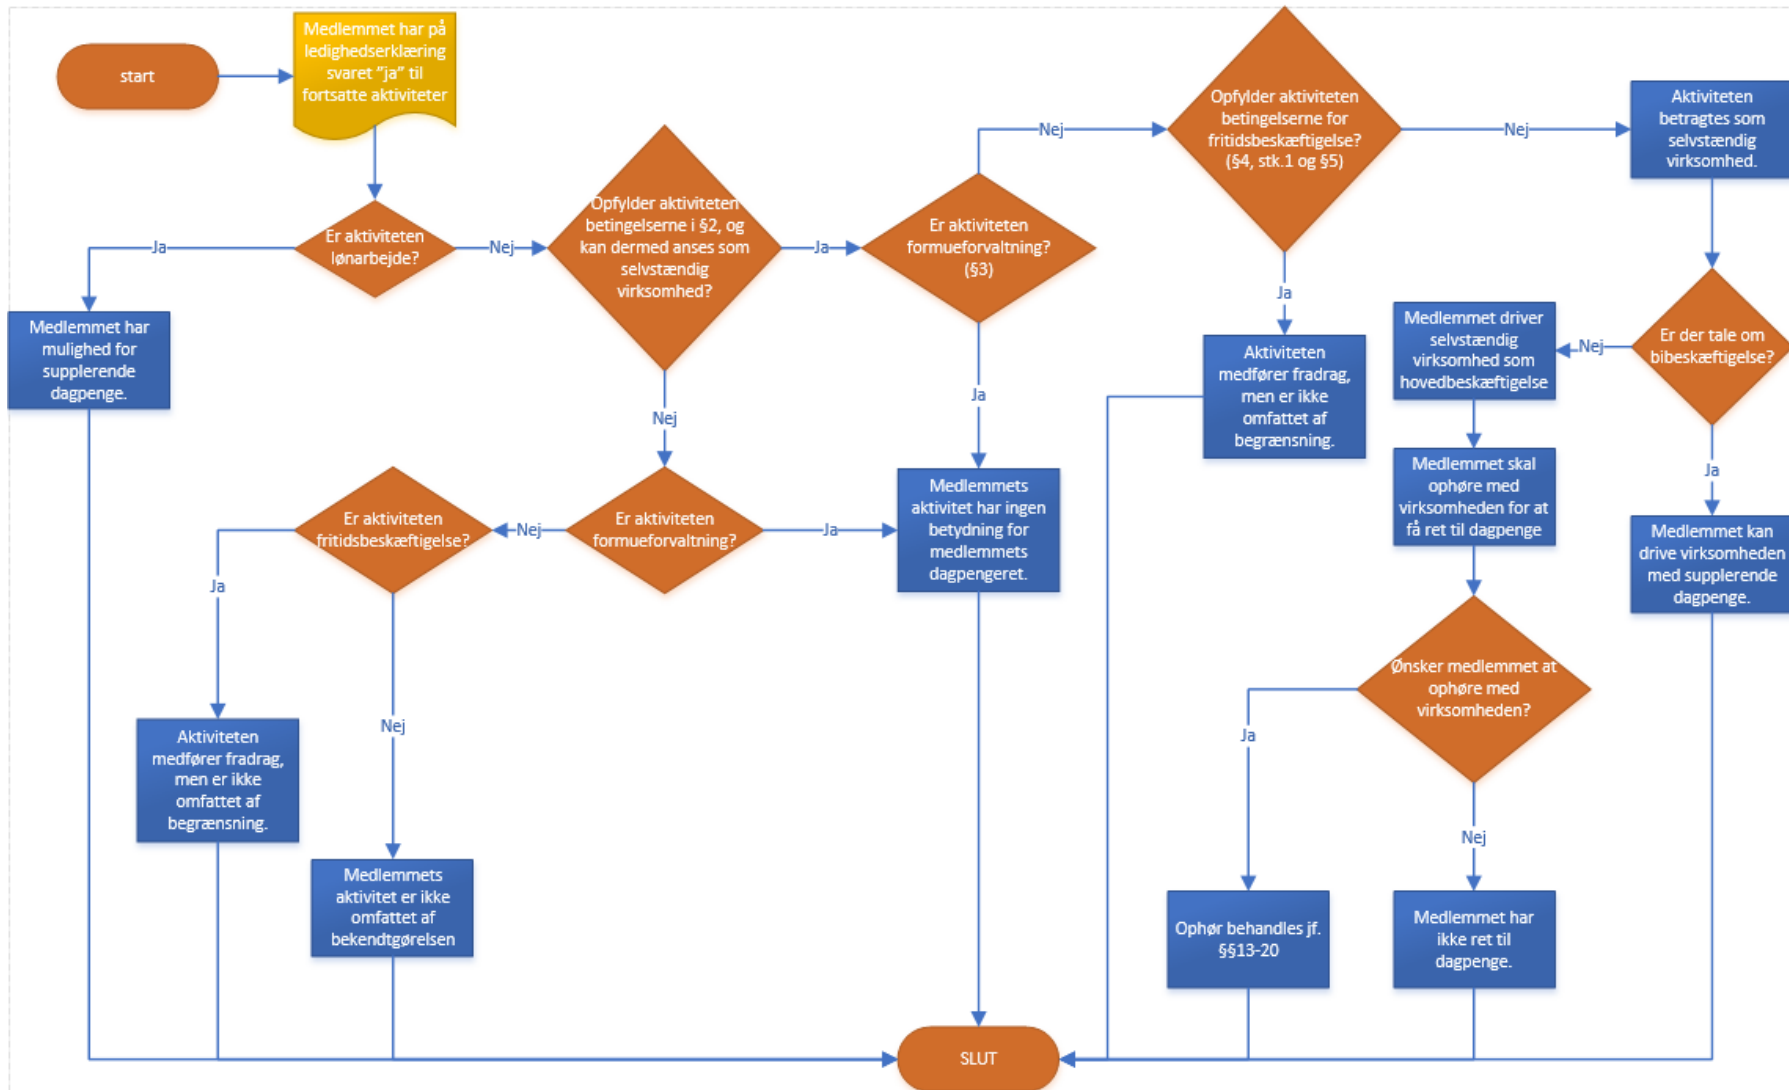 start
Medlemmet har på
ledighedserklæring
svaret "ja" til
fortsatte aktiviteter
Er aktiviteten
lønarbejde?
Ja
Nej
Medlemmet har
mulighed for
supplerende
dagpenge.
Opfylder aktiviteten
betingelserne i §2, og
kan dermed anses som
selvstændig
virksomhed?
Ja
Nej
Er aktiviteten
formueforvaltning?
(§3)
Nej
Ja
Opfylder aktiviteten
betingelserne for
fritidsbeskæftigelse?
(§4, stk.1 og §5)
Nej
Ja
Aktiviteten
medfører fradrag,
men er ikke
omfattet af
begrænsning.
Aktiviteten
betragtes som
selvstændig
virksomhed.
Er der tale om
bibeskæftigelse?
Nej
Ja
Medlemmet driver
selvstændig
virksomhed som
hovedbeskæftigelse
Medlemmet skal
ophøre med
virksomheden for at
få ret til dagpenge
Medlemmet kan
drive virksomheden
med supplerende
dagpenge.
Ønsker medlemmet at
ophøre med
virksomheden?
Ja
Nej
Ophør behandles jf.
§§13-20
Medlemmet har
ikke ret til
dagpenge.
Er aktiviteten
formueforvaltning?
Nej
Ja
Medlemmets
aktivitet har ingen
betydning for
medlemmets
dagpengeret.
Er aktiviteten
fritidsbeskæftigelse?
Ja
Nej
Aktiviteten
medfører fradrag,
men er ikke
omfattet af
begrænsning.
Medlemmets
aktivitet er ikke
omfattet af
bekendtgørelsen
SLUT